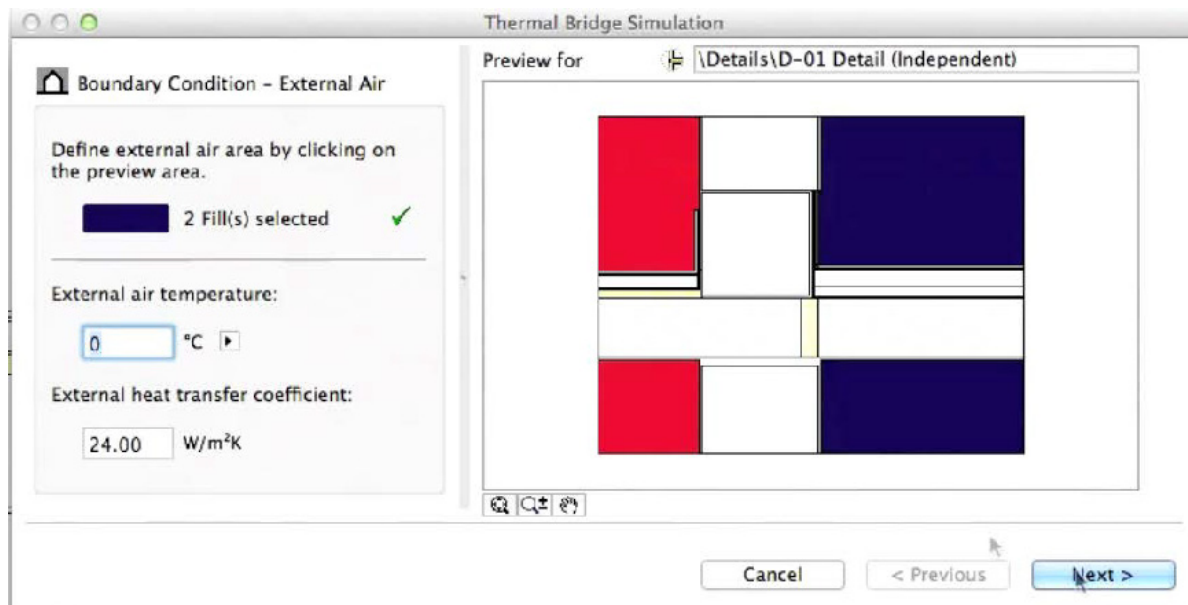 Thermal Bridge Simulation
Boundary Condition - External Air
Define external air area by clicking on
the preview area.
2 Fill(s) selected
External air temperature:
0 °C
External heat transfer coefficient:
24.00 W/m²K
Preview for \Details\D-01 Detail (Independent)
Cancel < Previous Next >